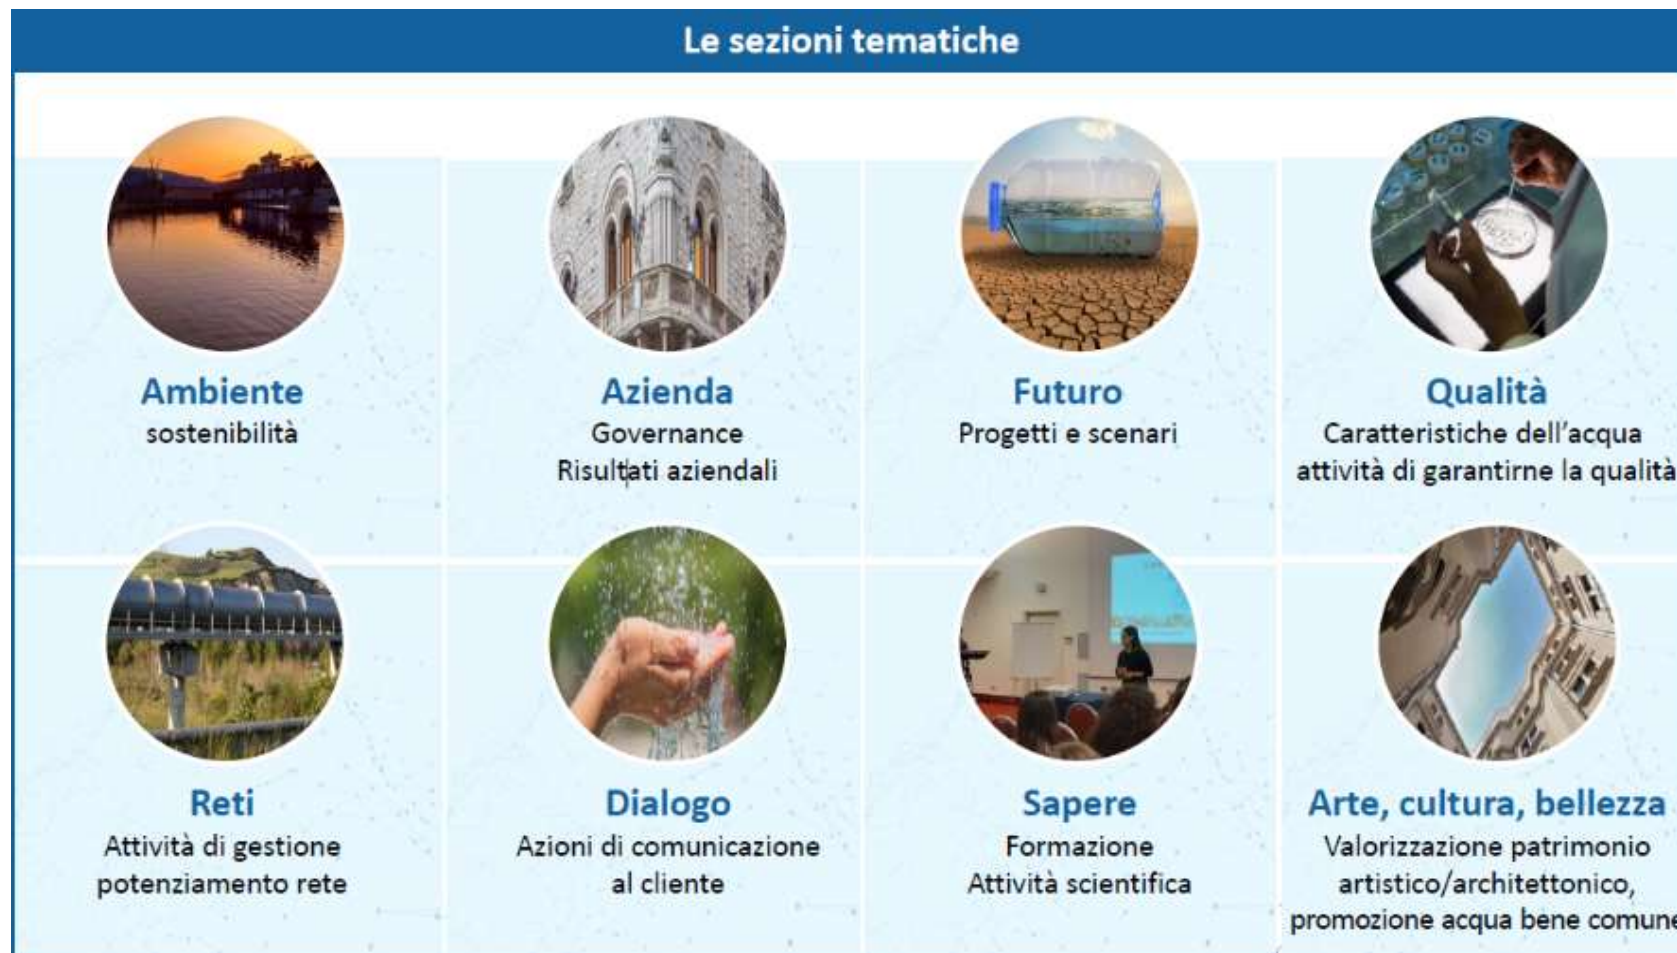 Le sezioni tematiche
Ambiente
sostenibilità
Azienda
Governance
Risultati aziendali
Futuro
Progetti e scenari
Qualità
Caratteristiche dell'acqua
attività di garantirne la qualità
Reti
Attività di gestione
potenziamento rete
Dialogo
Azioni di comunicazione
al cliente
Sapere
Formazione
Attività scientifica
Arte, cultura, bellezza
Valorizzazione patrimonio
artistico/architettonico,
promozione acqua bene comune